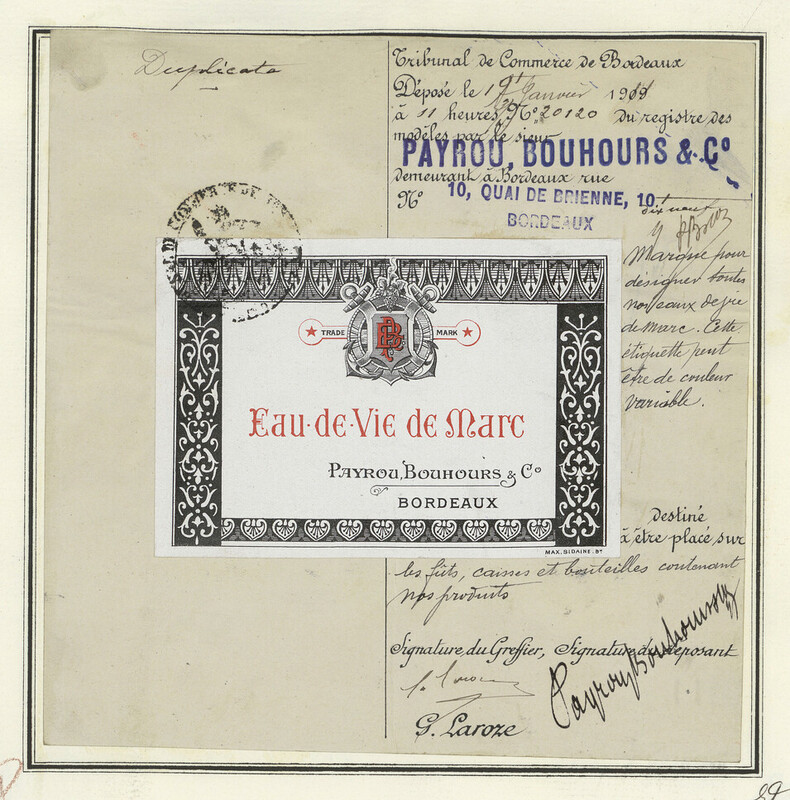 Duplicata
Tribunal de Commerce de Bordeaux
Déposé le Janvier
à 11 heures, N° 20120 du registre des
modèles par le sieur
PAYROU, BOUHOURS & C°
demeurant à Bordeaux rue
N°
10, QUAI DE BRIENNE, 10
BORDEAUX
dix neuf
Marque pour
désigner toutes
nos eaux de vie
de Marc. Cette
étiquette peut
être de couleur
variable.
TRADE MARK
Eau-de-Vie de Marc
PAYROU, BOUHOURS & C°
BORDEAUX
MAX. SIDAINE. B^x
destiné
à être placé sur
les fûts, caisses et bouteilles contenant
nos produits
Signature du Greffier, Signature du déposant
Payrou Bouhours
G. Laroze